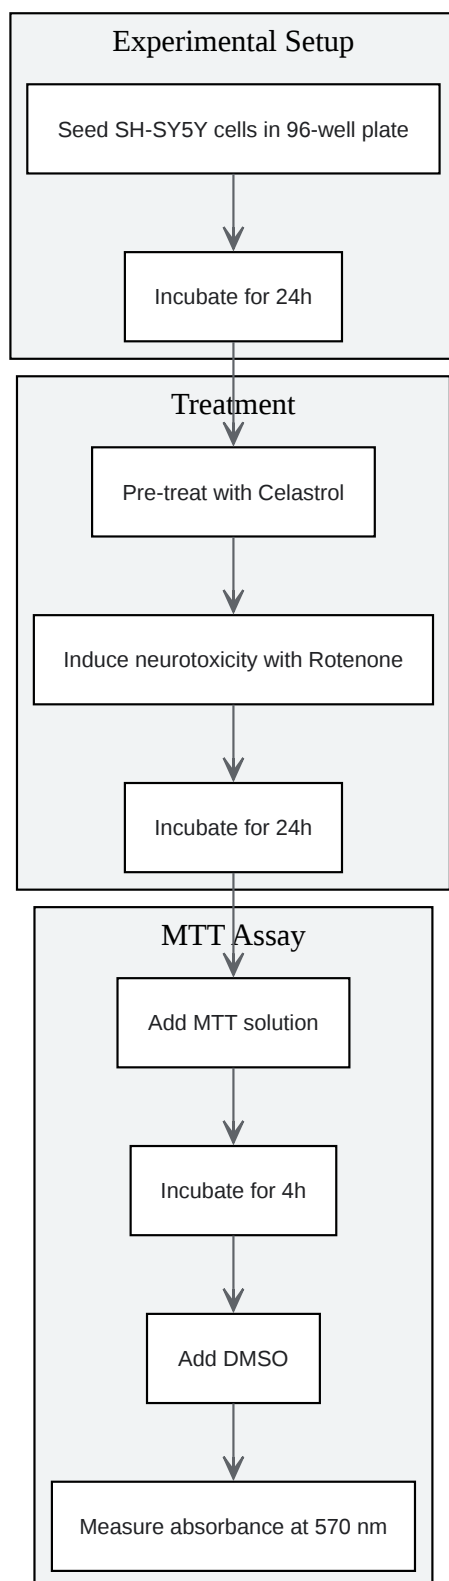 Experimental Setup
Seed SH-SY5Y cells in 96-well plate
Incubate for 24h
Treatment
Pre-treat with Celastrol
Induce neurotoxicity with Rotenone
Incubate for 24h
MTT Assay
Add MTT solution
Incubate for 4h
Add DMSO
Measure absorbance at 570 nm